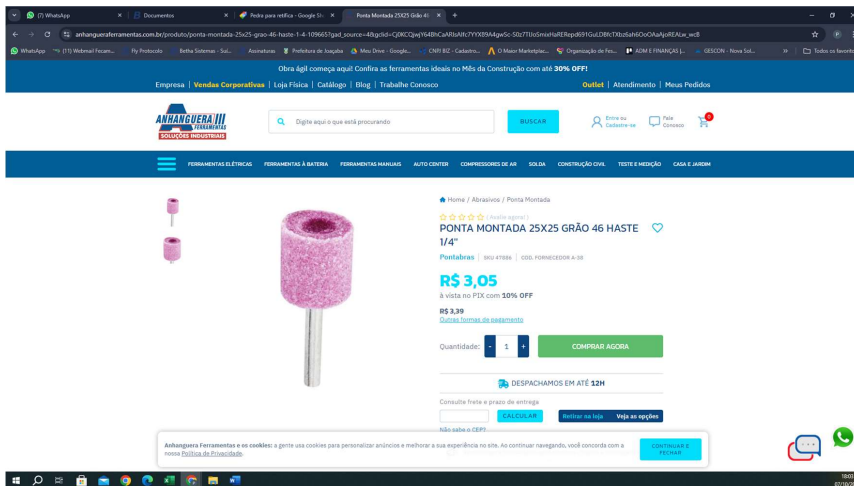 (7) WhatsApp
Documentos
Pedra para retífica - Google Sh
Ponta Montada 25X25 Grão 46
anhangueraferramentas.com.br/produto/ponta-montada-25x25-grao-46-haste-1-4-109665?gad_source=4&gclid=
WhatsApp
(11) Webmail Fecam...
Fly Protocolo
Betha Sistemas - Sui...
Assinaturas
Prefeitura de Joaçaba
Meu Drive - Google...
CNPJ BIZ - Cadastro...
O Maior Marketplac...
Organização de Fes...
ADM E FINANÇAS |...
GESCON - Nova Sol...
Todos os favoritos
Obra ágil começa aqui! Confira as ferramentas ideais no Mês da Construção com até 30% OFF!
Empresa | Vendas Corporativas | Loja Física | Catálogo | Blog | Trabalhe Conosco
Outlet | Atendimento | Meus Pedidos
ANHANGUERA
FERRAMENTAS
SOLUÇÕES INDUSTRIAIS
Digite aqui o que está procurando
BUSCAR
Entre ou
Cadastre-se
Fale
Conosco
0
FERRAMENTAS ELÉTRICAS
FERRAMENTAS À BATERIA
FERRAMENTAS MANUAIS
AUTO CENTER
COMPRESSORES DE AR
SOLDA
CONSTRUÇÃO CIVIL
TESTE E MEDIÇÃO
CASA E JARDIM
Home / Abrasivos / Ponta Montada
(Avalie agora!)
PONTA MONTADA 25X25 GRÃO 46 HASTE
1/4"
Pontabras | SKU 47886 | COD. FORNECEDOR A-38
R$ 3,05
à vista no PIX com 10% OFF
R$ 3,39
Outras formas de pagamento
Quantidade: - 1 +
COMPRAR AGORA
DESPACHAMOS EM ATÉ 12H
Consulte frete e prazo de entrega
CALCULAR
Retirar na loja
Veja as opções
Não sabe o CEP?
Anhanguera Ferramentas e os cookies: a gente usa cookies para personalizar anúncios e melhorar a sua experiência no site. Ao continuar navegando, você concorda com a
nossa Política de Privacidade.
CONTINUAR E
FECHAR
18:03